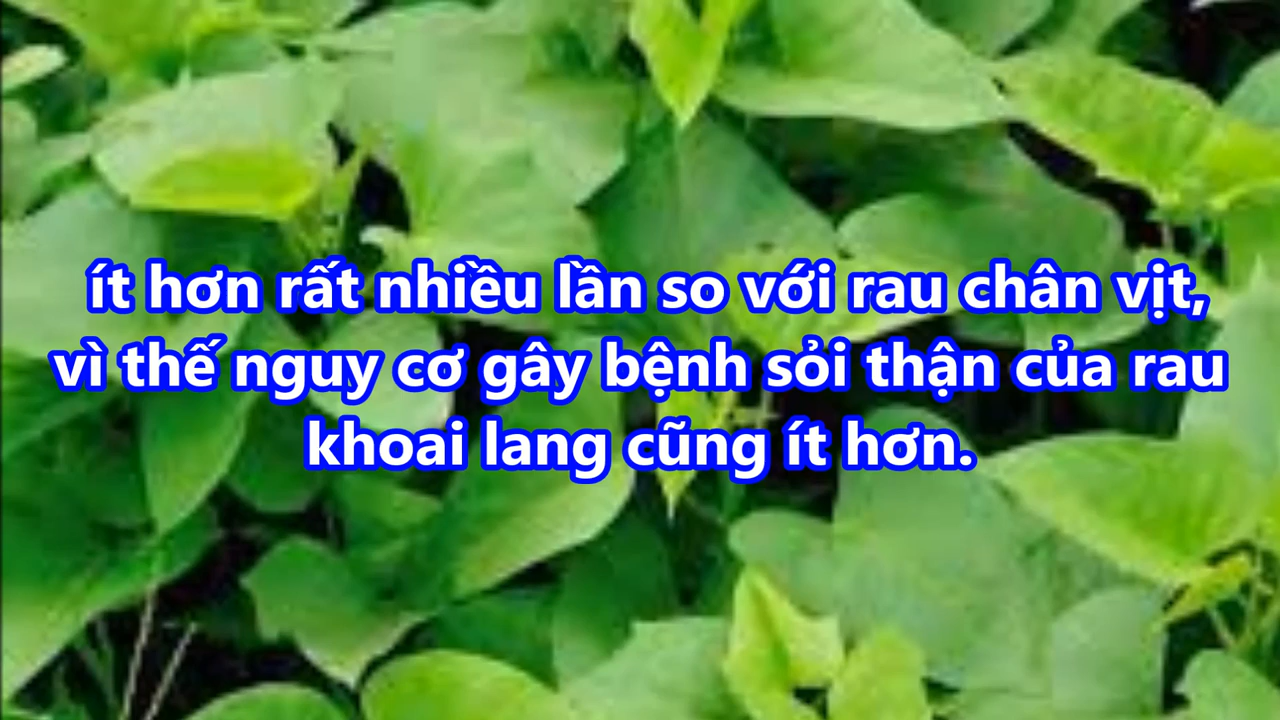 ít hơn rất nhiều lần so với rau chân vịt,
vì thế nguy cơ gây bệnh sỏi thận của rau
khoai lang cũng ít hơn.